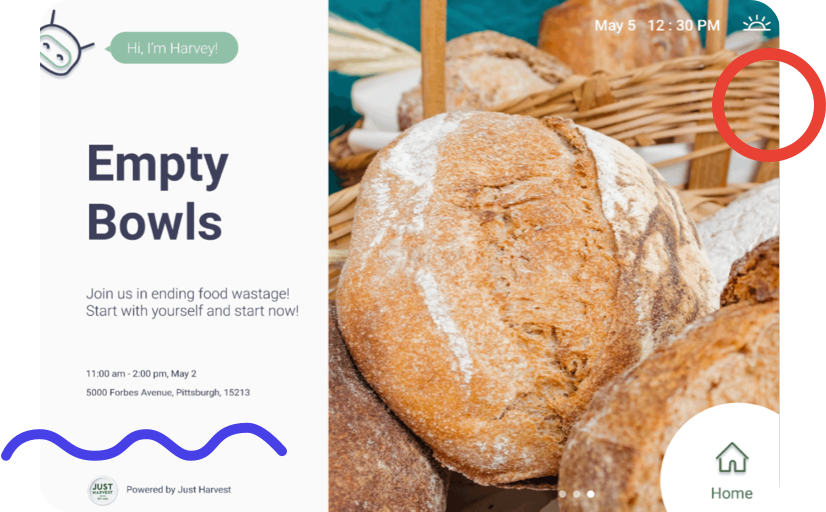 Hi, I'm Harvey!
May 5 12 : 30 PM
Empty
Bowls
Join us in ending food wastage!
Start with yourself and start now!
11:00 am - 2:00 pm, May 2
5000 Forbes Avenue, Pittsburgh, 15213
JUST
HARVEST
Powered by Just Harvest
Home